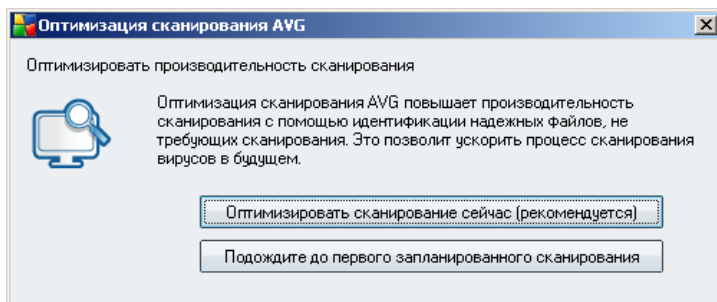 Оптимизация сканирования AVG
Оптимизировать производительность сканирования
Оптимизация сканирования AVG повышает производительность
сканирования с помощью идентификации надежных файлов, не
требующих сканирования. Это позволит ускорить процесс сканирования
вирусов в будущем.
Оптимизировать сканирование сейчас (рекомендуется)
Подождите до первого запланированного сканирования